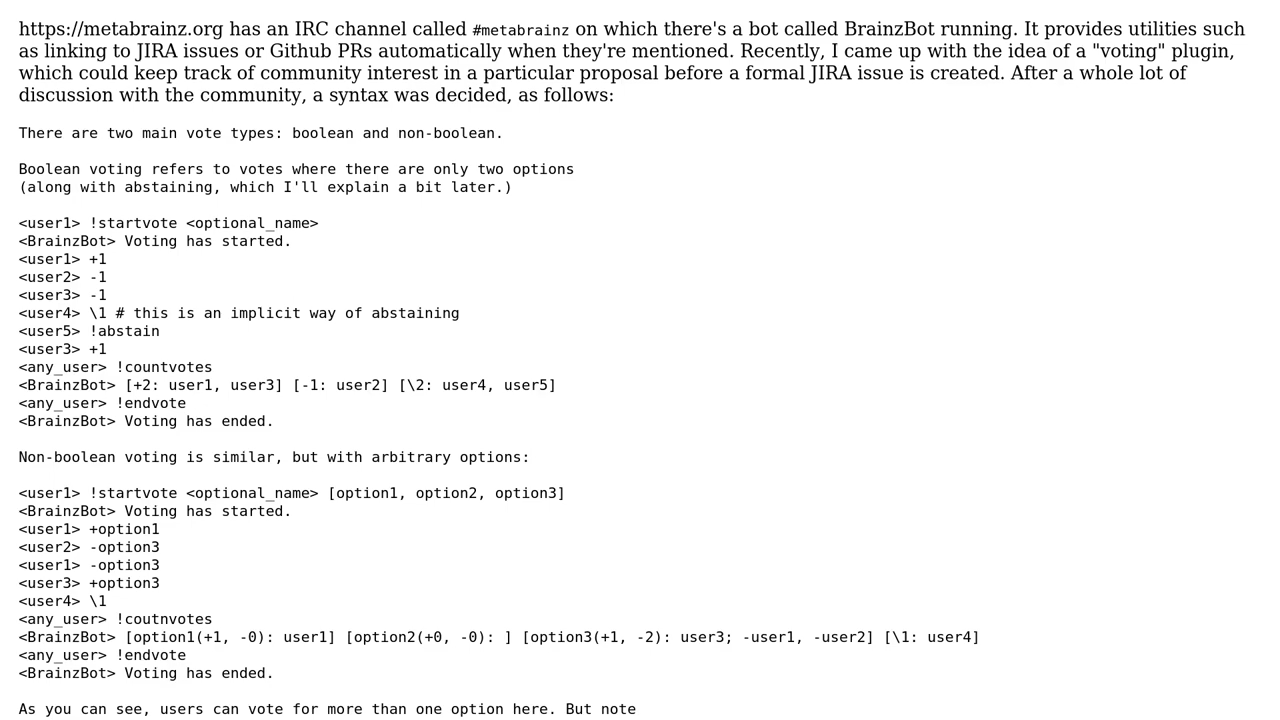 https://metabrainz.org has an IRC channel called #metabrainz on which there's a bot called BrainzBot running. It provides utilities such
as linking to JIRA issues or Github PRs automatically when they're mentioned. Recently, I came up with the idea of a "voting" plugin,
which could keep track of community interest in a particular proposal before a formal JIRA issue is created. After a whole lot of
discussion with the community, a syntax was decided, as follows:
There are two main vote types: boolean and non-boolean.
Boolean voting refers to votes where there are only two options
(along with abstaining, which I'll explain a bit later.)
<user1> !startvote <optional_name>
<BrainzBot> Voting has started.
<user1> +1
<user2> -1
<user3> -1
<user4> \1 # this is an implicit way of abstaining
<user5> !abstain
<user3> +1
<any_user> !countvotes
<BrainzBot> [+2: user1, user3] [-1: user2] [\2: user4, user5]
<any_user> !endvote
<BrainzBot> Voting has ended.
Non-boolean voting is similar, but with arbitrary options:
<user1> !startvote <optional_name> [option1, option2, option3]
<BrainzBot> Voting has started.
<user1> +option1
<user2> -option3
<user1> -option3
<user3> +option3
<user4> \1
<any_user> !coutnvotes
<BrainzBot> [option1(+1, -0): user1] [option2(+0, -0): ] [option3(+1, -2): user3; -user1, -user2] [\1: user4]
<any_user> !endvote
<BrainzBot> Voting has ended.
As you can see, users can vote for more than one option here. But note